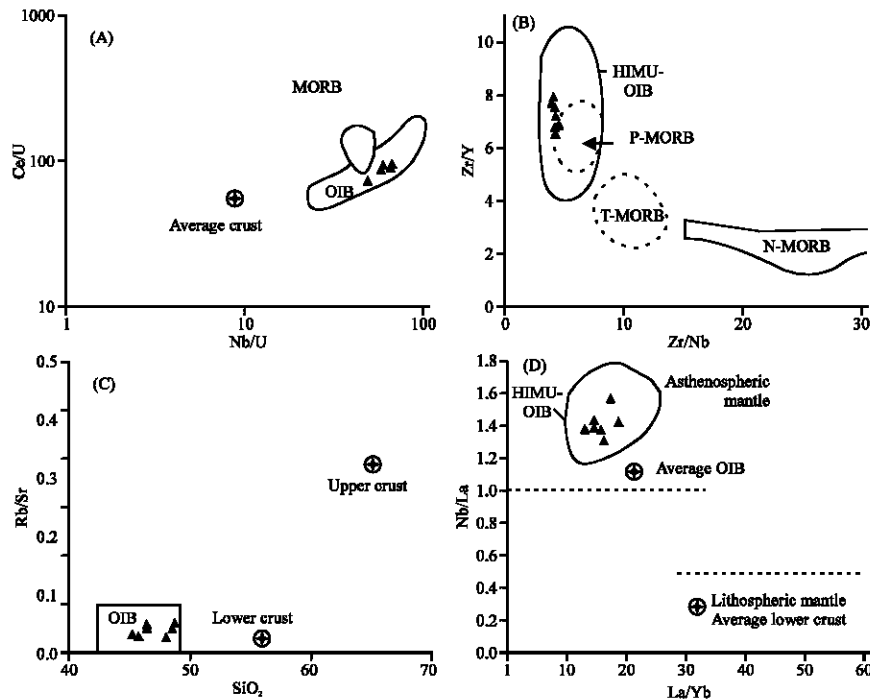 (A)
1000
100
10
Ce/U
MORB
OIB
Average crust
1
10
100
Nb/U
(B)
10
8
6
4
2
0
Zr/Y
HIMU-
OIB
P-MORB
T-MORB
N-MORB
0
10
20
30
Zr/Nb
(C)
0.5
0.4
0.3
0.2
0.1
0.0
Rb/Sr
Upper crust
OIB
Lower crust
40
50
60
70
SiO₂
(D)
1.8
1.6
1.4
1.2
1.0
0.8
0.6
0.4
0.2
0.0
Nb/La
HIMU-
OIB
Asthenospheric
mantle
Average OIB
Lithospheric mantle
Average lower crust
1
10
20
30
40
50
60
La/Yb